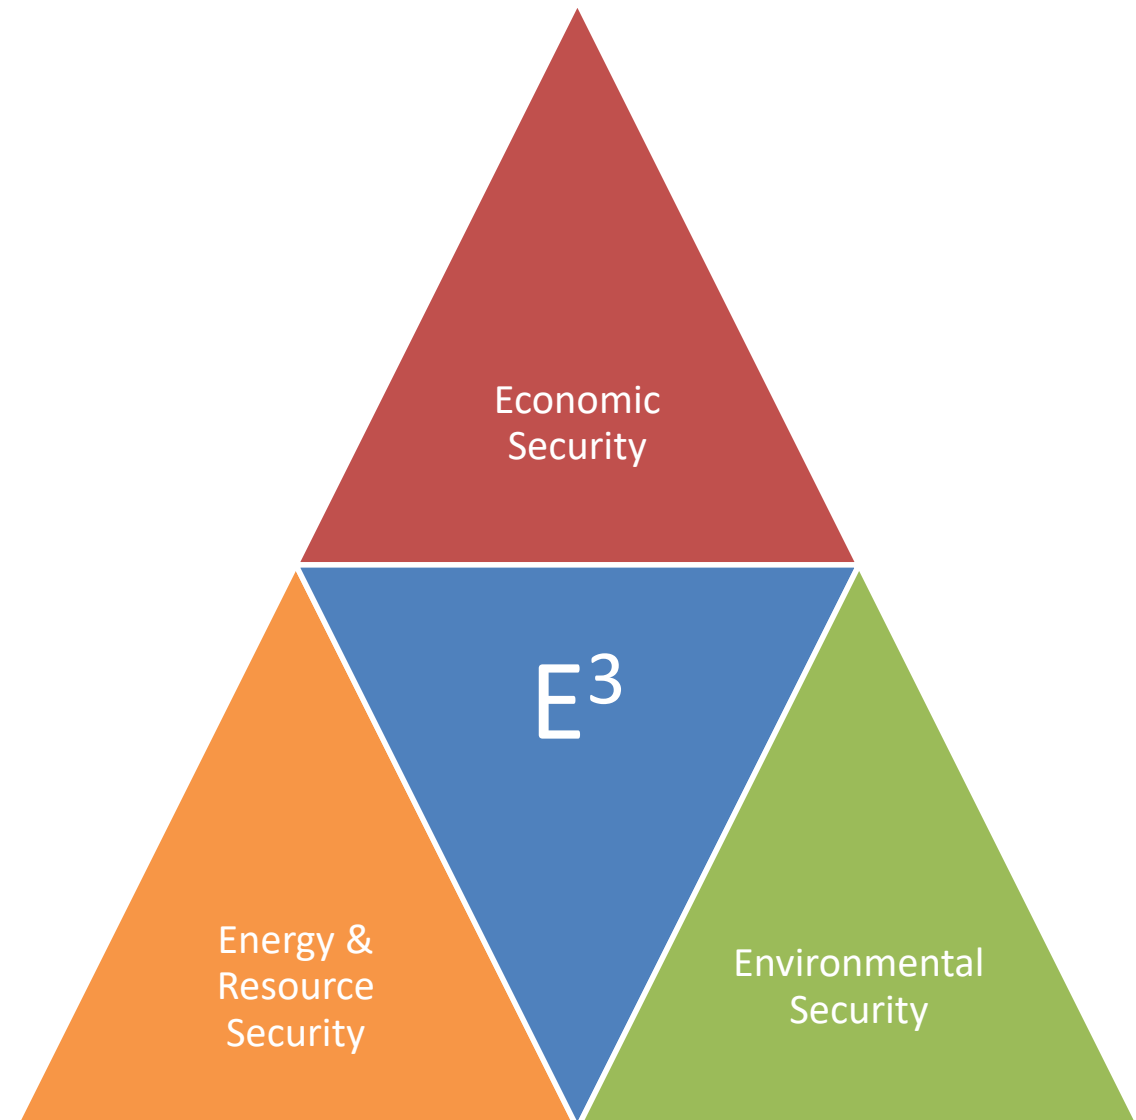 Economic
Security
E³
Energy &
Resource
Security
Environmental
Security